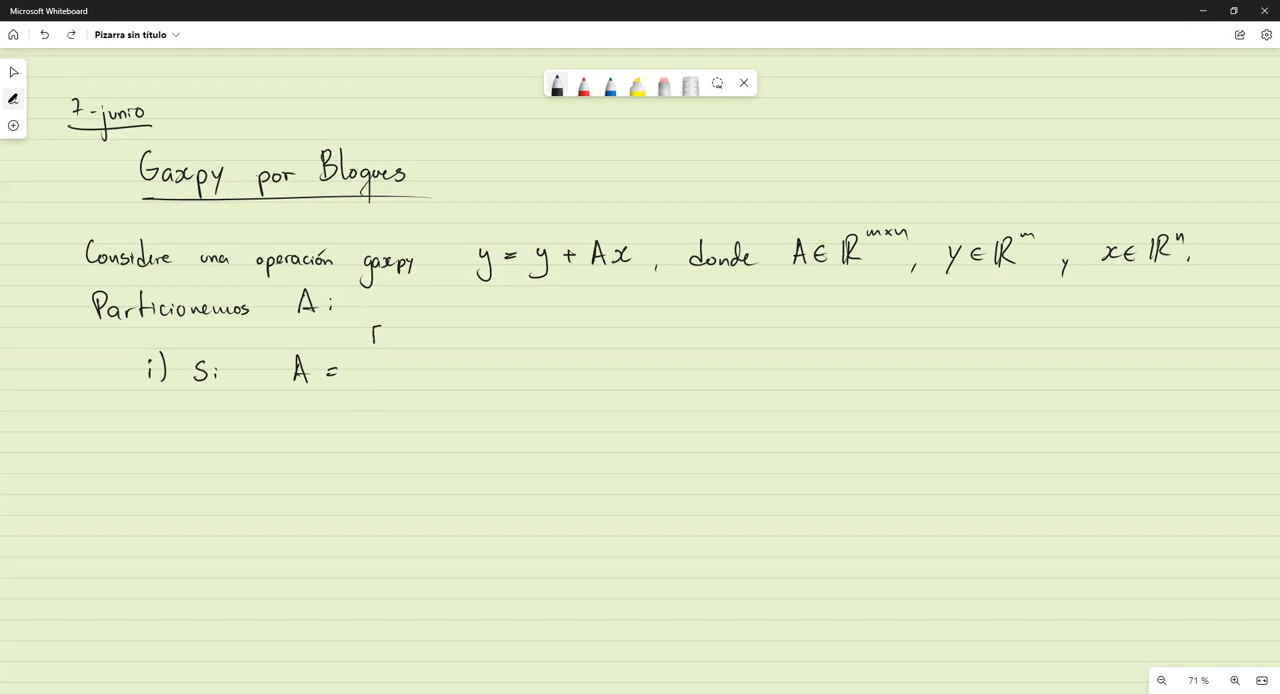 Microsoft Whiteboard
Pizarra sin título
7-junio
Gaxpy por Bloques
Considere una operación gaxpy y = y + Ax, donde A ∈ ℝ^{m×n}, y ∈ ℝ^m, y x ∈ ℝ^n.
Particionemos A:
i) Si A = [
71 %